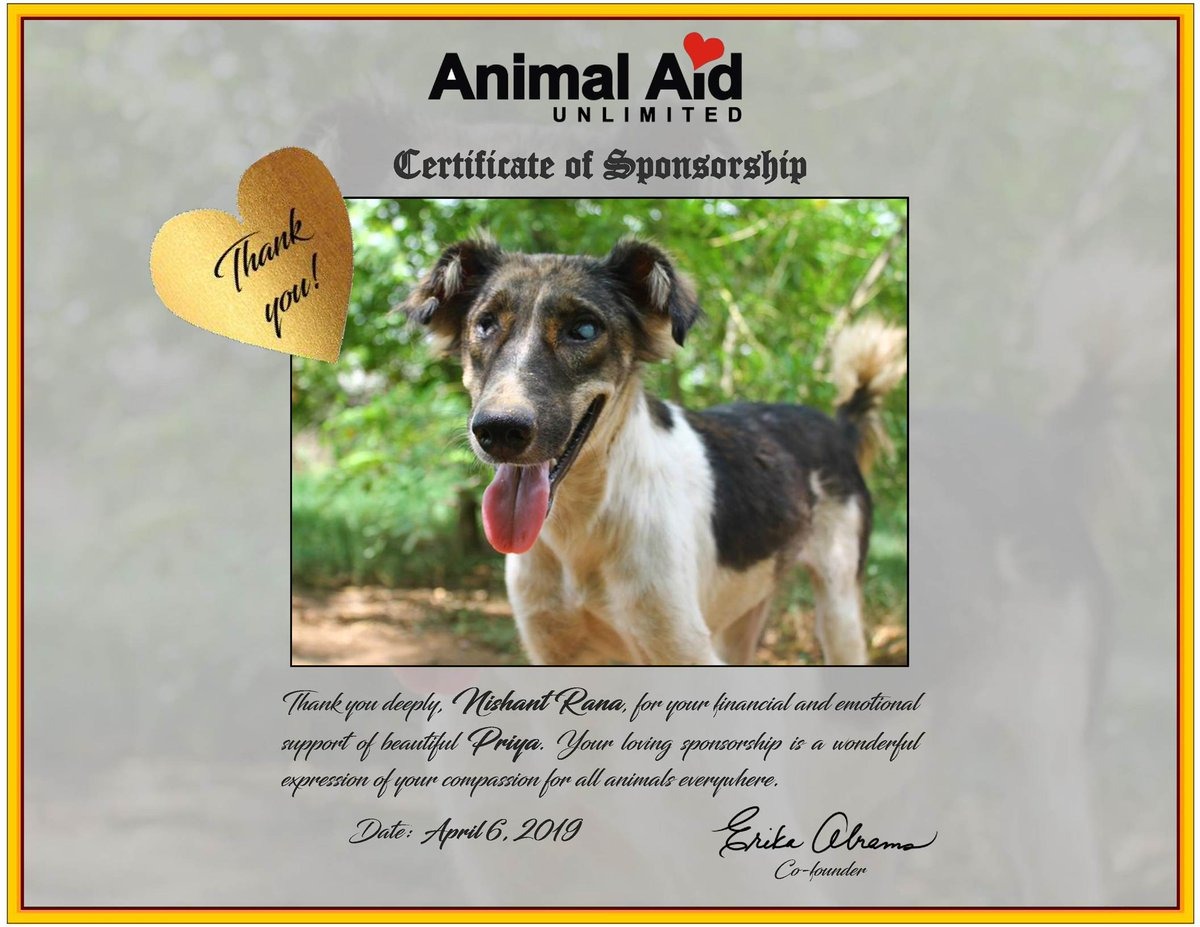 Animal Aid
UNLIMITED
Certificate of Sponsorship
Thank
you!
Thank you deeply, Nishant Rana, for your financial and emotional
support of beautiful Priya. Your loving sponsorship is a wonderful
expression of your compassion for all animals everywhere.
Date: April 6, 2019
Erika Abrams
Co-founder